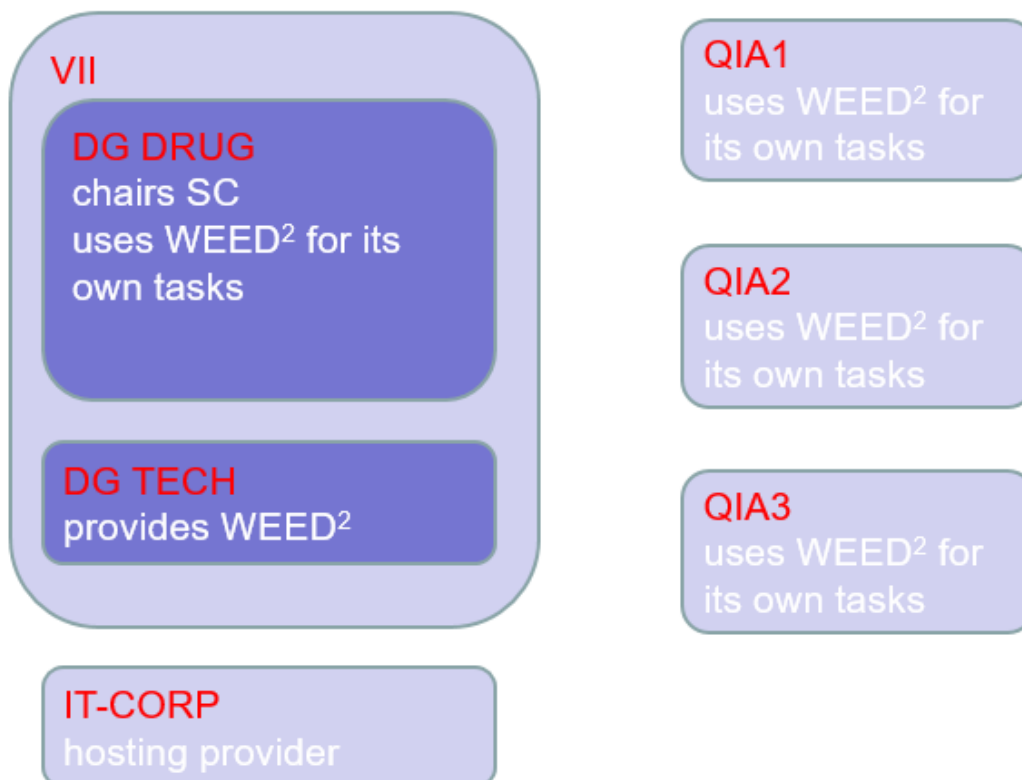 VII
DG DRUG
chairs SC
uses WEED² for its
own tasks
DG TECH
provides WEED²
IT-CORP
hosting provider
QIA1
uses WEED² for
its own tasks
QIA2
uses WEED² for
its own tasks
QIA3
uses WEED² for
its own tasks